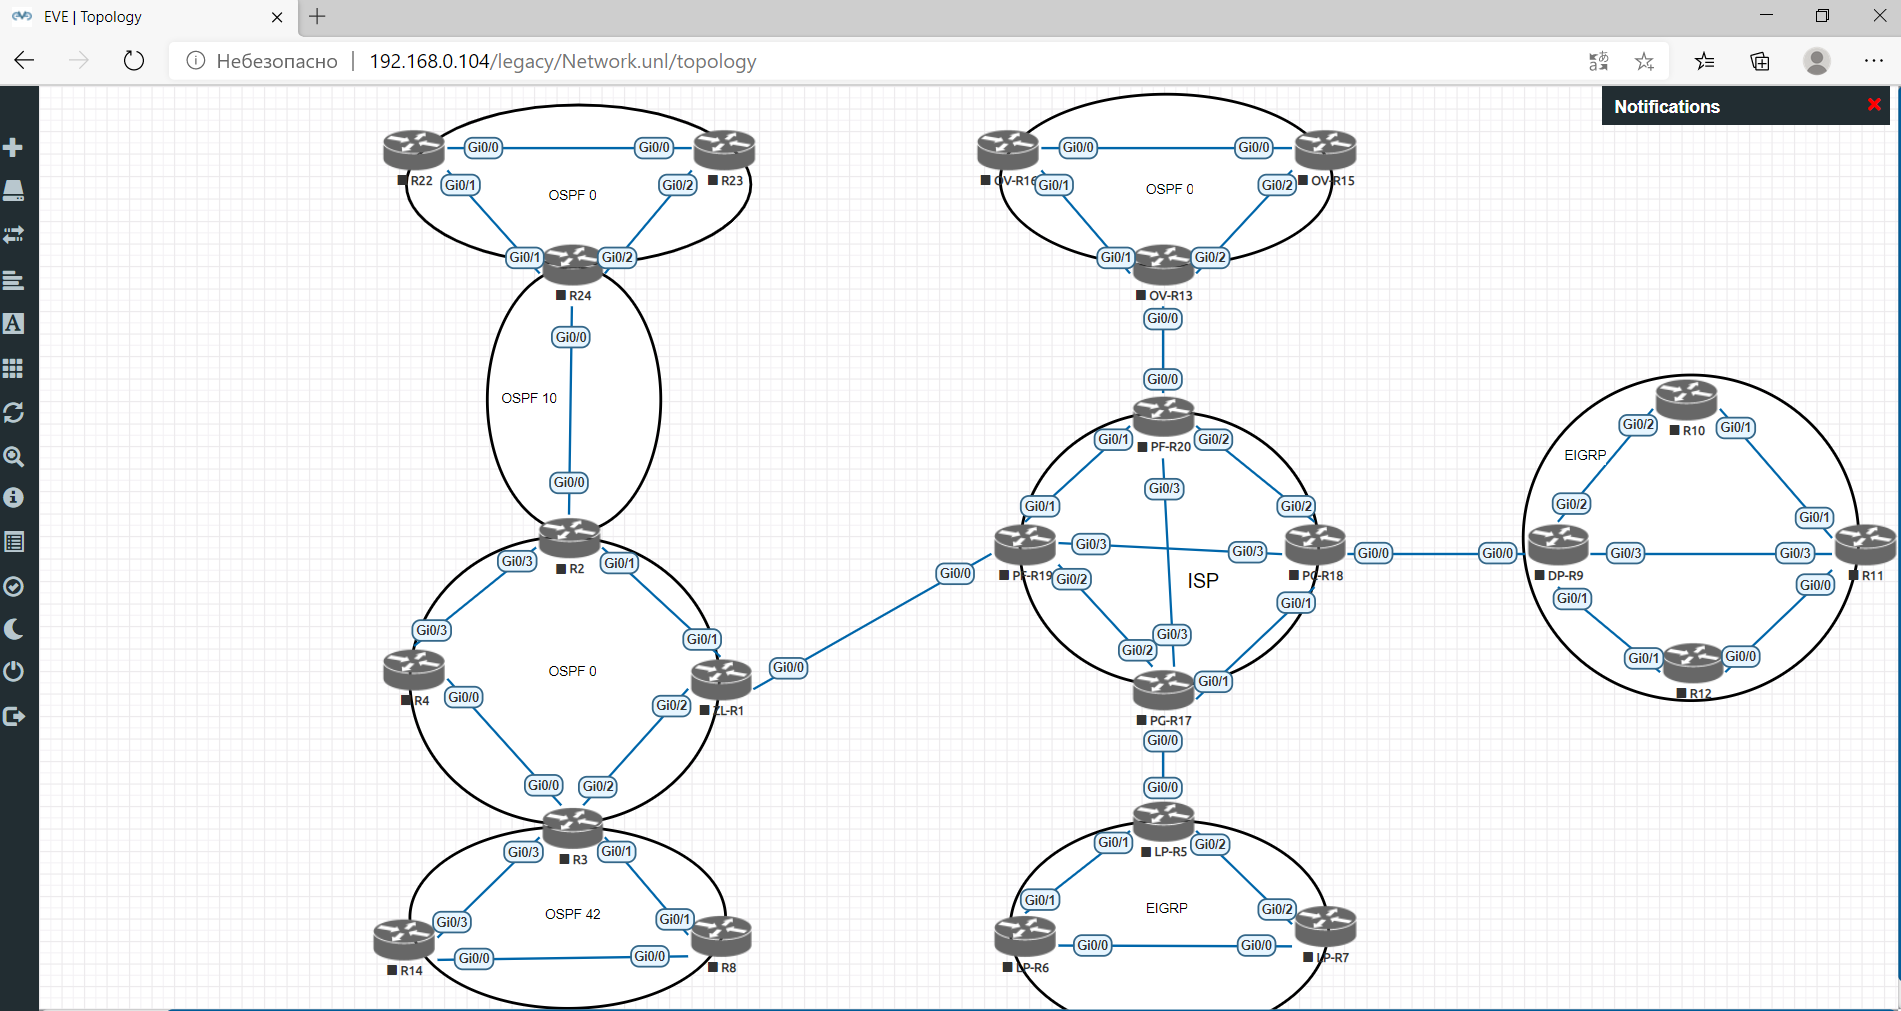 EVE | Topology
Небезопасно
192.168.0.104/legacy/Network.unl/topology
Notifications
Gi0/0
Gi0/0
R22
Gi0/1
OSPF 0
Gi0/2
R23
Gi0/1
Gi0/2
R24
Gi0/0
OSPF 10
Gi0/0
Gi0/3
R2
Gi0/1
Gi0/3
Gi0/1
OSPF 0
Gi0/0
R4
Gi0/0
Gi0/2
ZL-R1
Gi0/0
Gi0/2
Gi0/3
R3
Gi0/1
OSPF 42
Gi0/3
Gi0/1
R14
Gi0/0
Gi0/0
R8
Gi0/0
Gi0/0
OV-R16
Gi0/1
OSPF 0
Gi0/2
OV-R15
Gi0/1
Gi0/2
OV-R13
Gi0/0
Gi0/0
Gi0/1
PF-R20
Gi0/2
Gi0/3
Gi0/1
Gi0/2
Gi0/0
Gi0/3
Gi0/3
PF-R19
Gi0/2
ISP
PG-R18
Gi0/0
Gi0/1
Gi0/3
Gi0/2
Gi0/1
PG-R17
Gi0/0
Gi0/0
Gi0/1
LP-R5
Gi0/2
Gi0/1
EIGRP
Gi0/2
Gi0/0
Gi0/0
LP-R6
LP-R7
Gi0/2
R10
Gi0/1
EIGRP
Gi0/2
Gi0/1
Gi0/0
Gi0/3
Gi0/3
DP-R9
R11
Gi0/1
Gi0/0
Gi0/1
Gi0/0
R12